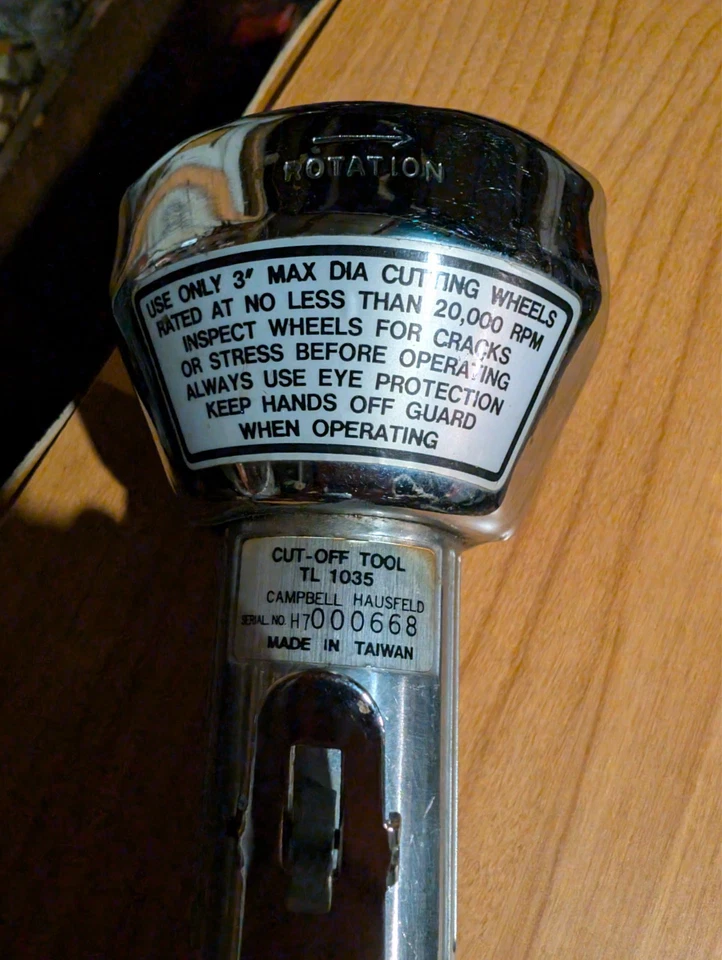 ROTATION
USE ONLY 3" MAX DIA CUTTING WHEELS
RATED AT NO LESS THAN 20,000 RPM
INSPECT WHEELS FOR CRACKS
OR STRESS BEFORE OPERATING
ALWAYS USE EYE PROTECTION
KEEP HANDS OFF GUARD
WHEN OPERATING
CUT-OFF TOOL
TL 1035
CAMPBELL HAUSFELD
SERIAL. NO. H7000668
MADE IN TAIWAN